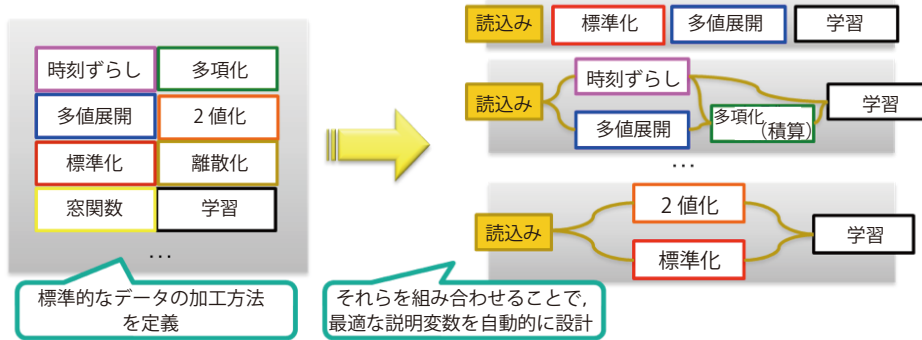 時刻ずらし 多項化
多値展開 2値化
標準化 離散化
窓関数 学習
…
標準的なデータの加工方法
を定義
読込み 標準化 多値展開 学習
読込み
時刻ずらし
多値展開
多項化
（積算）
学習
…
読込み
2値化
標準化
学習
それらを組み合わせることで，
最適な説明変数を自動的に設計